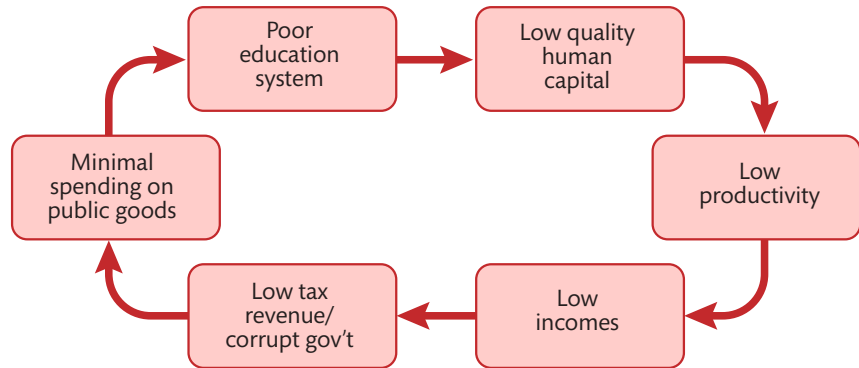 Poor
education
system
Low quality
human
capital
Minimal
spending on
public goods
Low
productivity
Low tax
revenue/
corrupt gov't
Low
incomes